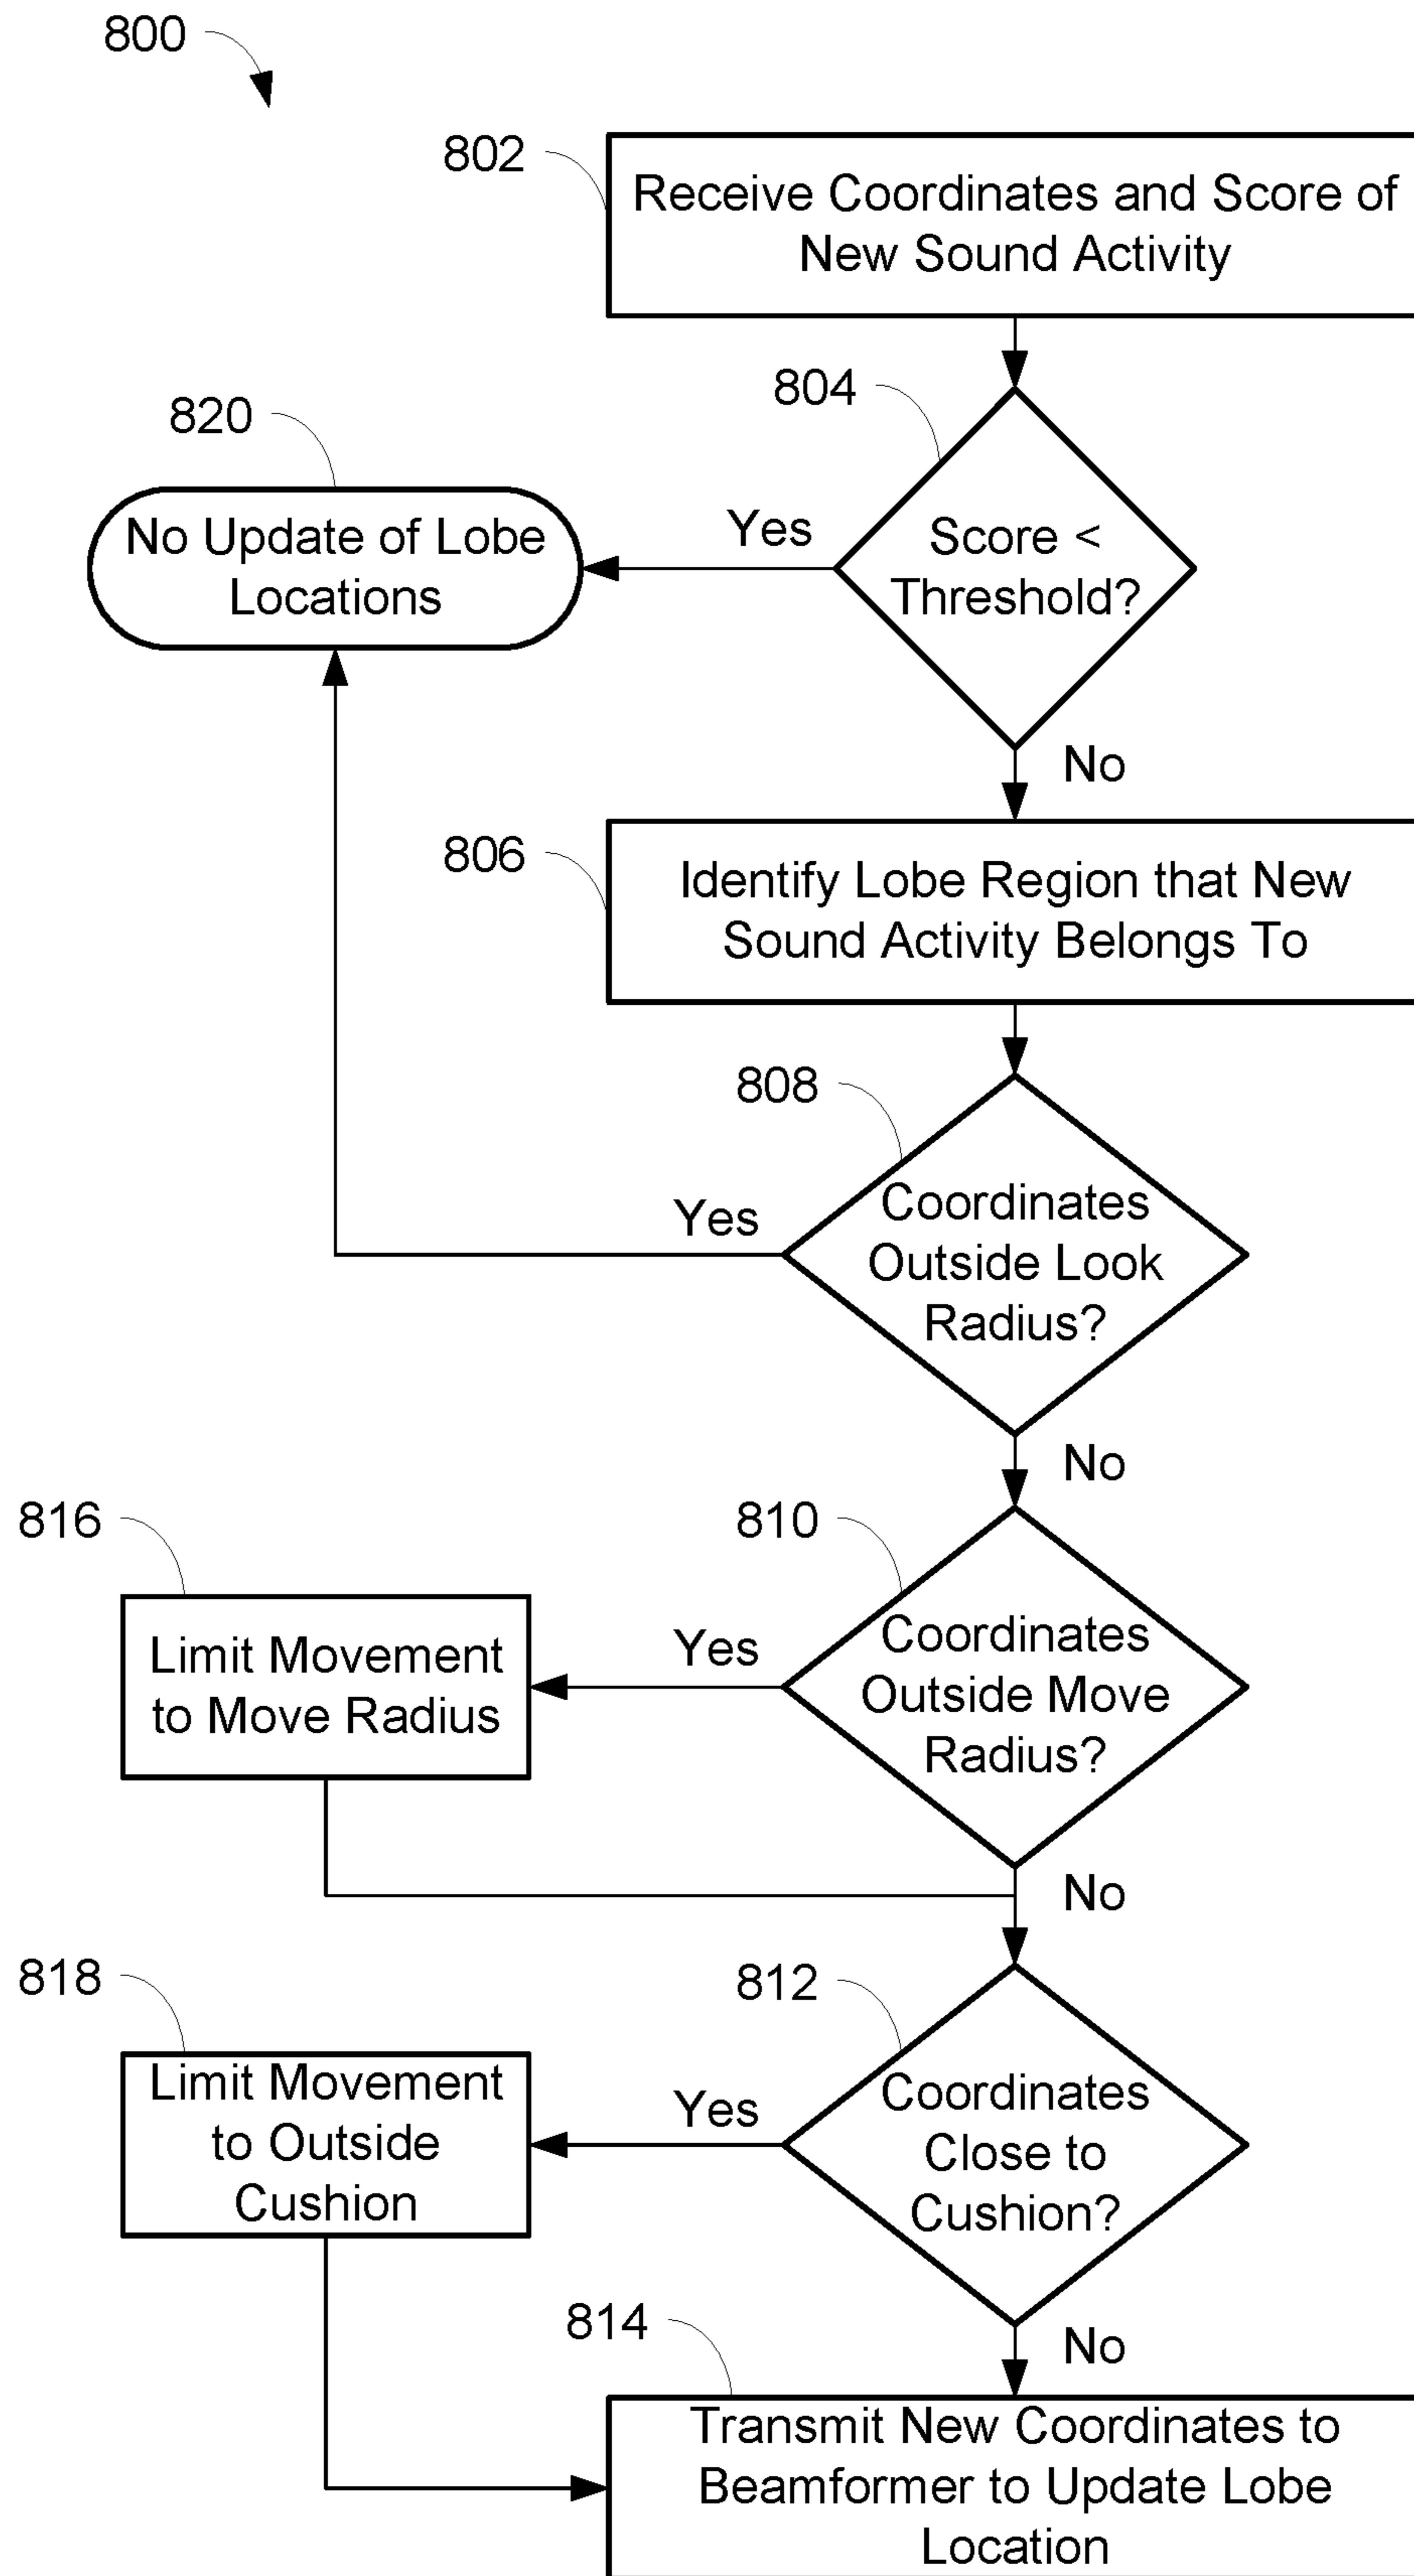 800
802
Receive Coordinates and Score of
New Sound Activity
804
820
No Update of Lobe
Locations
Yes
Score <
Threshold?
No
806
Identify Lobe Region that New
Sound Activity Belongs To
808
Yes
Coordinates
Outside Look
Radius?
No
816
810
Limit Movement
to Move Radius
Yes
Coordinates
Outside Move
Radius?
No
818
812
Limit Movement
to Outside
Cushion
Yes
Coordinates
Close to
Cushion?
814
No
Transmit New Coordinates to
Beamformer to Update Lobe
Location